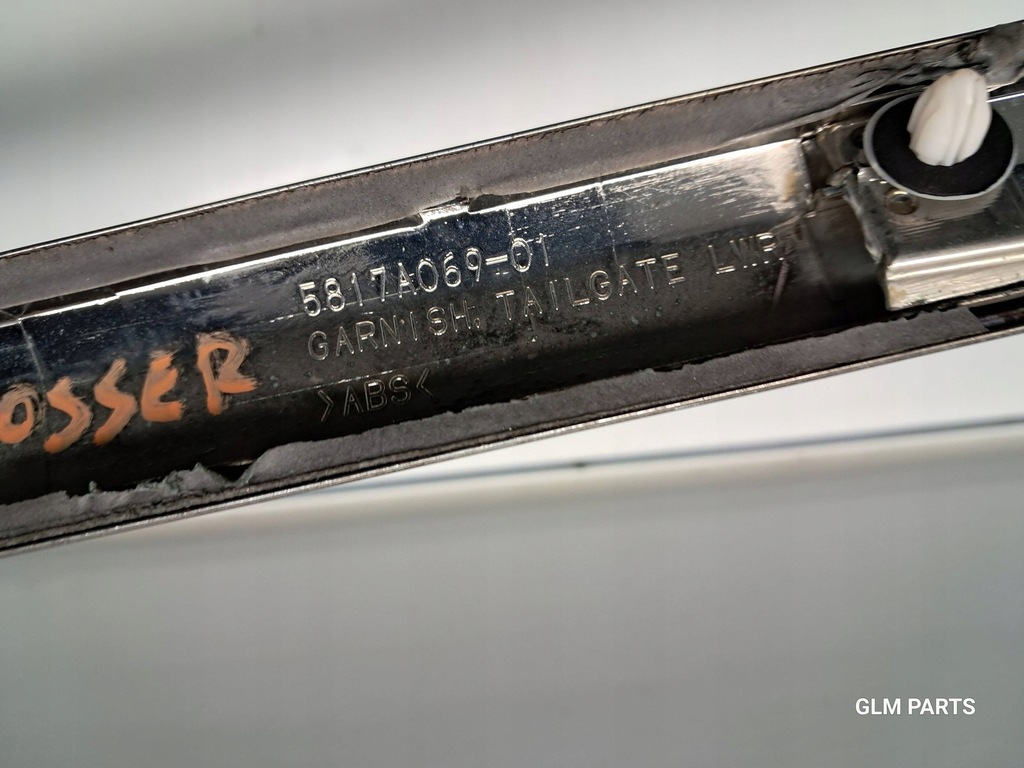 5817A069-01
GARNISH, TAILGATE LWR
OSSER
>ABS<
GLM PARTS